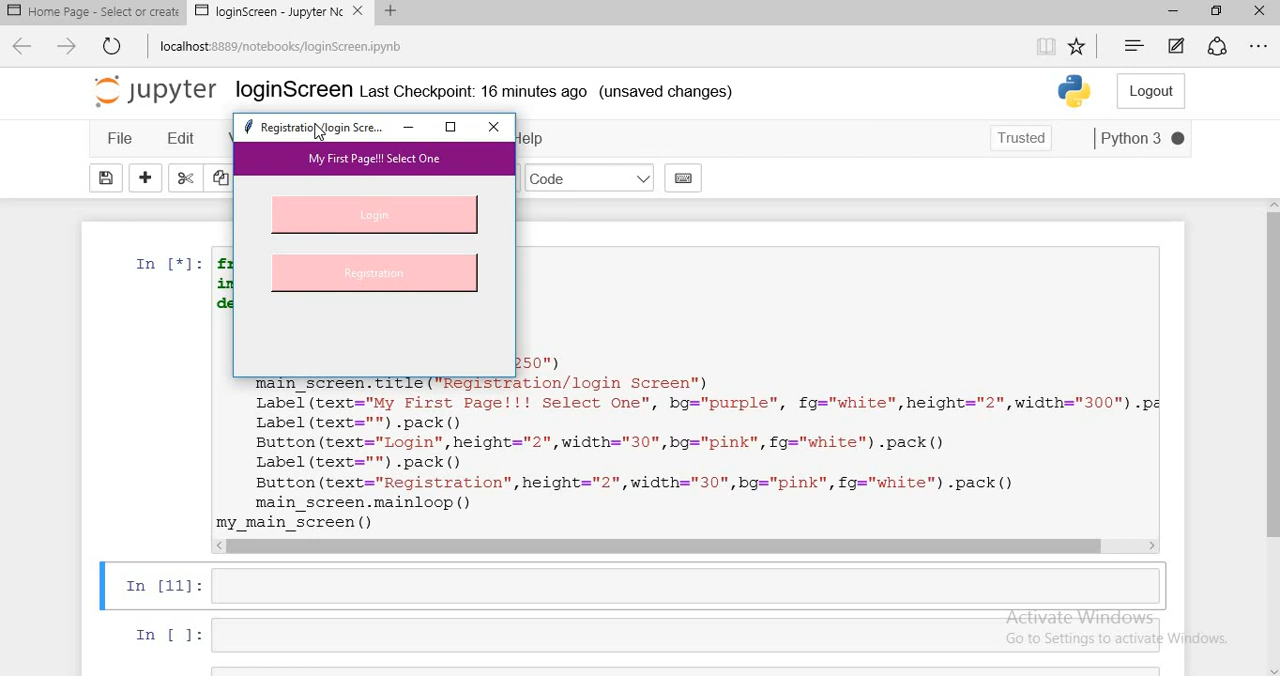 Home Page - Select or create
loginScreen - Jupyter No
localhost:8889/notebooks/loginScreen.ipynb
jupyter loginScreen Last Checkpoint: 16 minutes ago (unsaved changes)
Logout
Registration/login Scre...
File Edit Help Trusted Python 3
My First Page!!! Select One
Code
Login
Registration
In [*]:
250")
main_screen.title("Registration/login Screen")
Label(text="My First Page!!! Select One", bg="purple", fg="white",height="2",width="300").pa
Label(text="").pack()
Button(text="Login",height="2",width="30",bg="pink",fg="white").pack()
Label(text="").pack()
Button(text="Registration",height="2",width="30",bg="pink",fg="white").pack()
main_screen.mainloop()
my_main_screen()
In [11]:
In [ ]:
Activate Windows
Go to Settings to activate Windows.